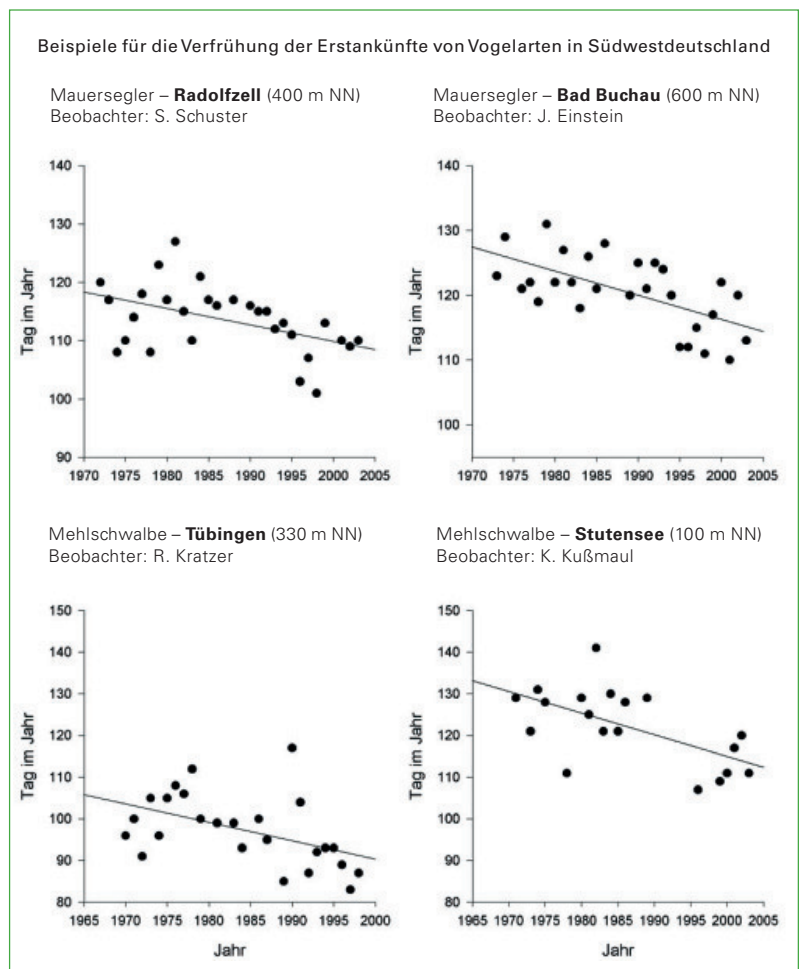 Beispiele für die Verfrühung der Erstankünfte von Vogelarten in Südwestdeutschland
Mauersegler – Radolfzell (400 m NN)
Beobachter: S. Schuster
Tag im Jahr
140
130
120
110
100
90
1970 1975 1980 1985 1990 1995 2000 2005
Mauersegler – Bad Buchau (600 m NN)
Beobachter: J. Einstein
Tag im Jahr
140
130
120
110
100
1970 1975 1980 1985 1990 1995 2000 2005
Mehlschwalbe – Tübingen (330 m NN)
Beobachter: R. Kratzer
Tag im Jahr
150
140
130
120
110
100
90
80
1965 1970 1975 1980 1985 1990 1995 2000
Jahr
Mehlschwalbe – Stutensee (100 m NN)
Beobachter: K. Kußmaul
Tag im Jahr
150
140
130
120
110
100
90
80
1965 1970 1975 1980 1985 1990 1995 2000 2005
Jahr